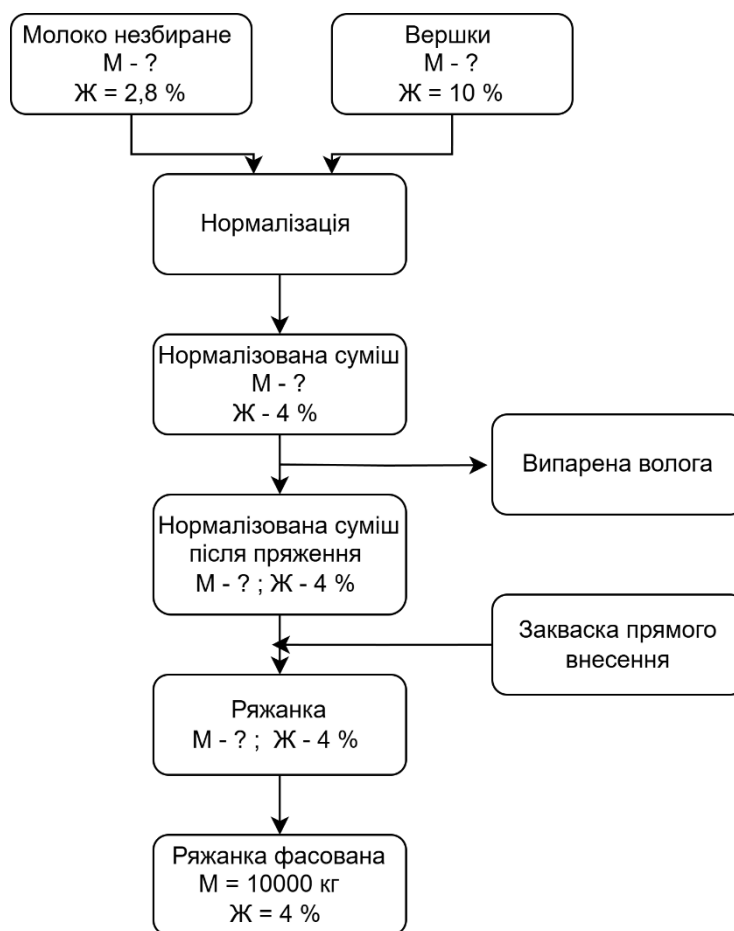 Молоко незбиране
М - ?
Ж = 2,8 %
Вершки
М - ?
Ж = 10 %
Нормалізація
Нормалізована суміш
М - ?
Ж - 4 %
Випарена волога
Нормалізована суміш
після пряження
М - ? ; Ж - 4 %
Закваска прямого
внесення
Ряжанка
М - ? ; Ж - 4 %
Ряжанка фасована
М = 10000 кг
Ж = 4 %